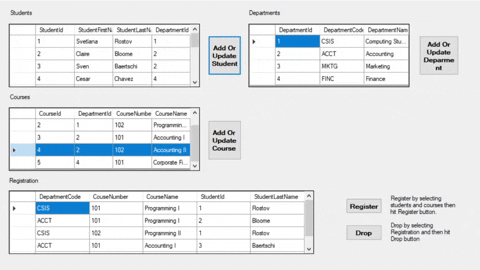 Students
StudentId StudentFirstN StudentLastNa DepartmentId
1 Svetlana Rostov 1
2 Claire Bloome 2
3 Sven Baertschi 2
4 Cesar Chavez 4
Add Or
Update
Student
Departments
DepartmentId DepartmentCode DepartmentNam
1 CSIS Computing Stu...
2 ACCT Accounting
3 MKTG Marketing
4 FINC Finance
Add Or
Update
Departme
nt
Courses
CourseId DepartmentId CourseNumbe CourseName
2 1 102 Programmin...
3 2 101 Accounting I
4 2 102 Accounting II
5 4 101 Corporate Fi...
Add Or
Update
Course
Registration
DepartmentCode CourseNumber CourseName StudentId StudentLastName
CSIS 101 Programming I 1 Rostov
ACCT 101 Programming I 2 Bloome
CSIS 102 Programming II 1 Rostov
ACCT 101 Accounting I 3 Baertschi
Register
Register by selecting
students and courses then
hit Register button.
Drop
Drop by selecting
Registration and then hit
Drop button